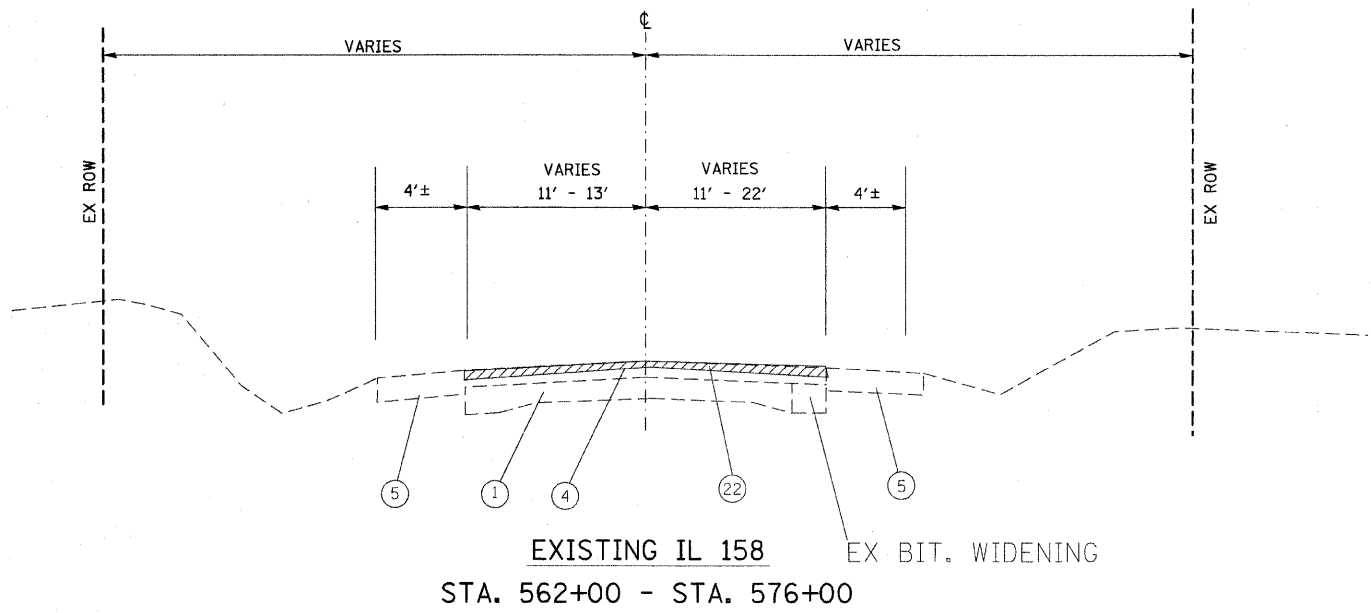 ℄
VARIES
VARIES
EX ROW
EX ROW
4'±
VARIES
11' - 13'
VARIES
11' - 22'
4'±
5
1
4
22
5
EXISTING IL 158
EX BIT. WIDENING
STA. 562+00 - STA. 576+00